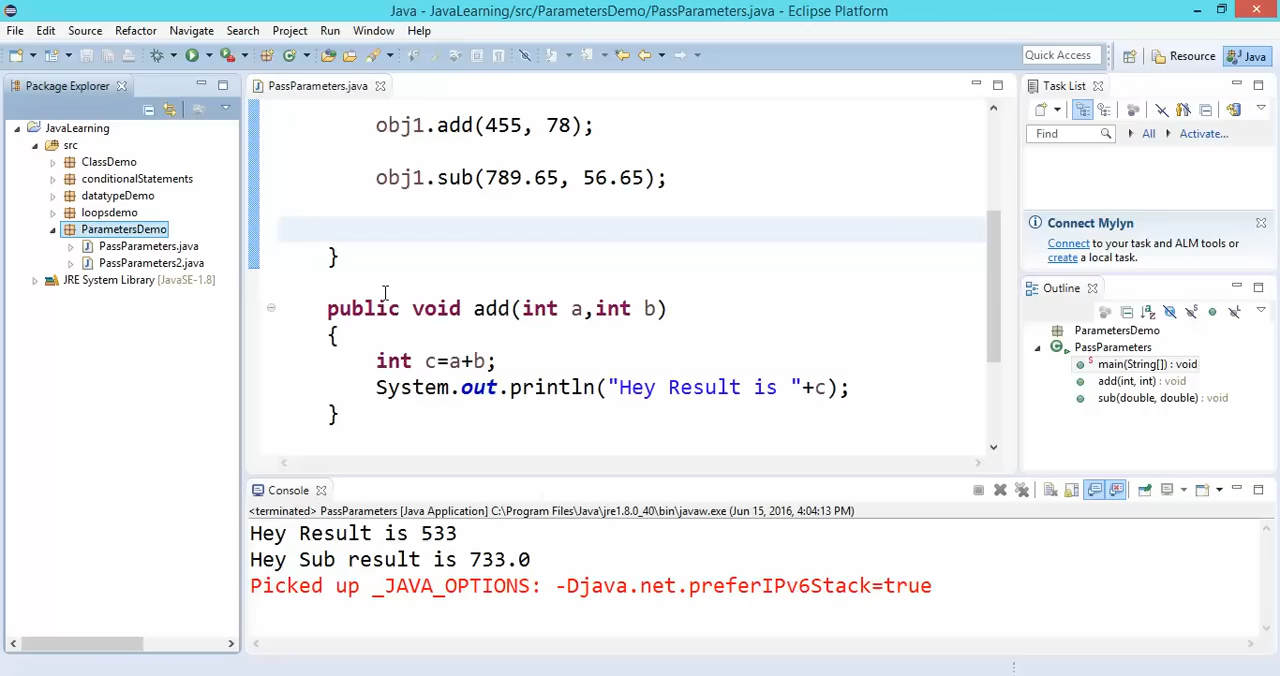 Java - JavaLearning/src/ParametersDemo/PassParameters.java - Eclipse Platform
File Edit Source Refactor Navigate Search Project Run Window Help
Quick Access
Resource
Java
Package Explorer
JavaLearning
src
ClassDemo
conditionalStatements
datatypeDemo
loopsdemo
ParametersDemo
PassParameters.java
PassParameters2.java
JRE System Library [JavaSE-1.8]
PassParameters.java
obj1.add(455, 78);
obj1.sub(789.65, 56.65);
}
public void add(int a,int b)
{
int c=a+b;
System.out.println("Hey Result is "+c);
}
Task List
Find
All
Activate...
Connect Mylyn
Connect to your task and ALM tools or
create a local task.
Outline
ParametersDemo
PassParameters
main(String[]) : void
add(int, int) : void
sub(double, double) : void
Console
<terminated> PassParameters [Java Application] C:\Program Files\Java\jre1.8.0_40\bin\javaw.exe (Jun 15, 2016, 4:04:13 PM)
Hey Result is 533
Hey Sub result is 733.0
Picked up _JAVA_OPTIONS: -Djava.net.preferIPv6Stack=true